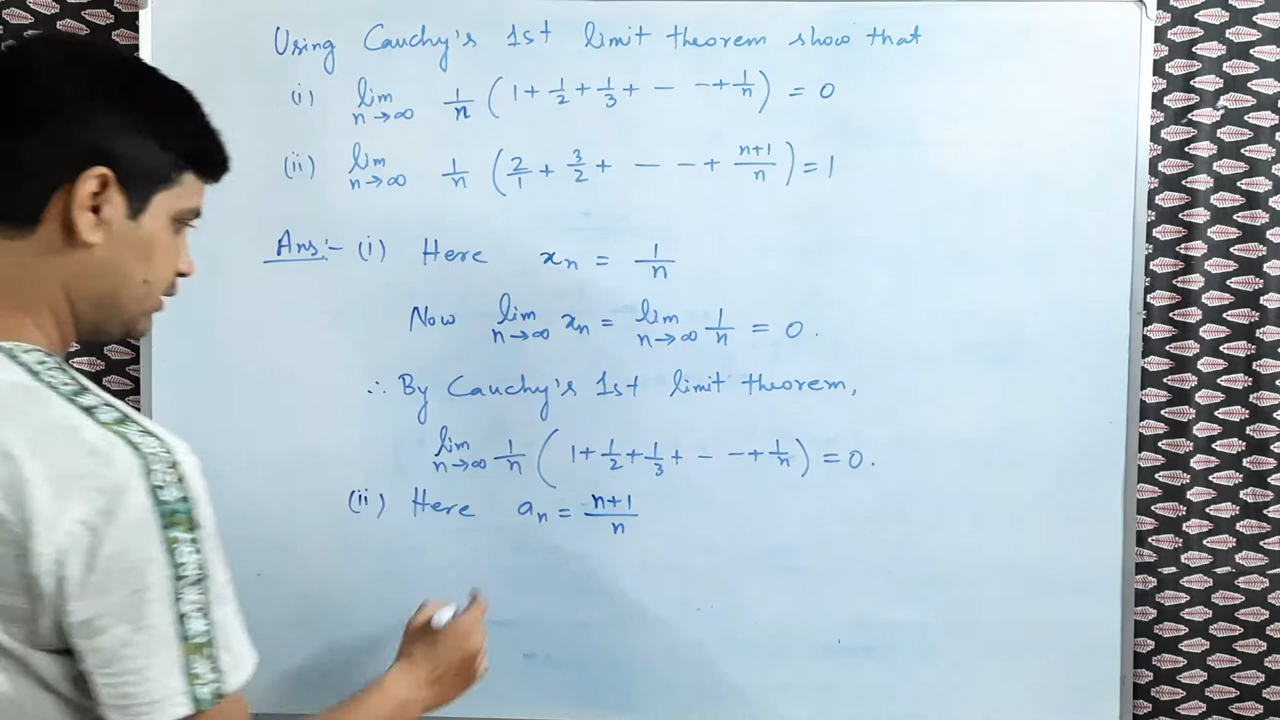 Using Cauchy's 1st limit theorem show that
(i) lim n→∞ 1/n (1 + 1/2 + 1/3 + - - + 1/n) = 0
(ii) lim n→∞ 1/n (2/1 + 3/2 + - - + n+1/n) = 1
Ans:- (i) Here xn = 1/n
Now lim n→∞ xn = lim n→∞ 1/n = 0.
∴ By Cauchy's 1st limit theorem,
lim n→∞ 1/n (1 + 1/2 + 1/3 + - - + 1/n) = 0.
(ii) Here an = n+1/n